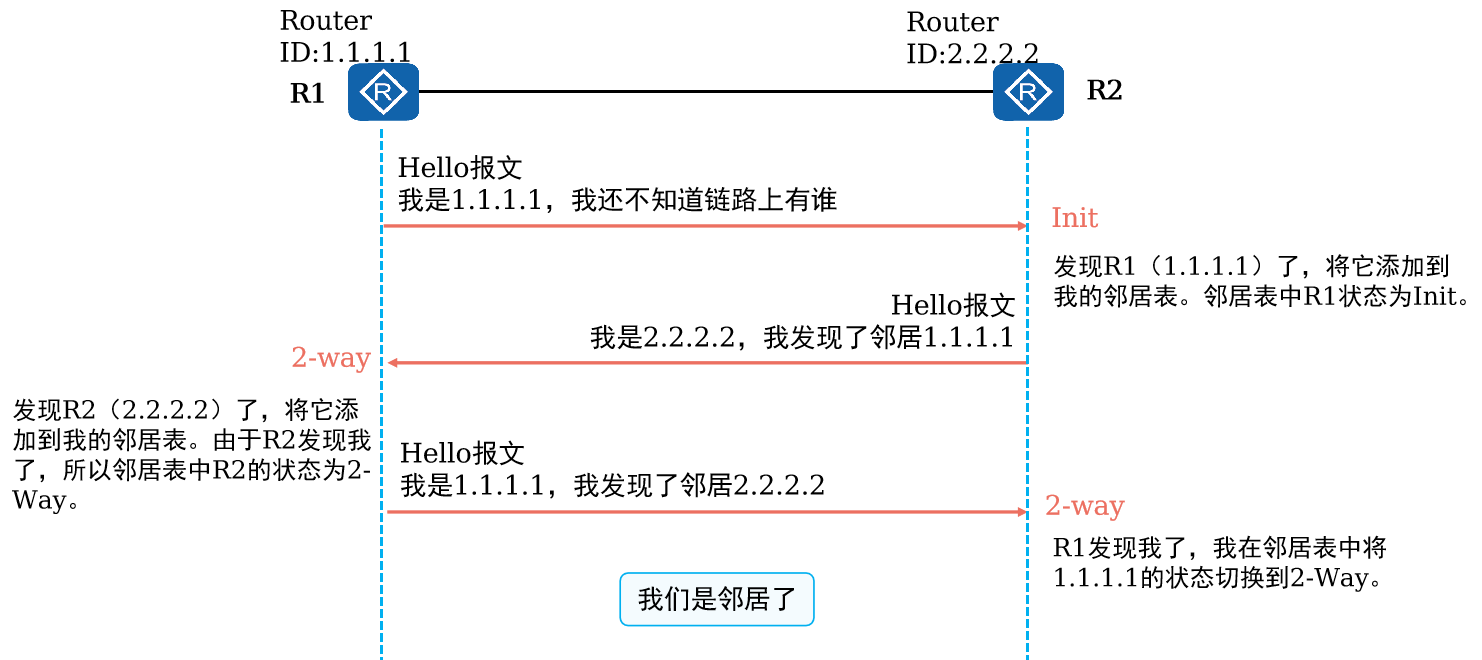 Router
ID:1.1.1.1
Router
ID:2.2.2.2
R1
R
R
R2
Hello报文
我是1.1.1.1，我还不知道链路上有谁
Init
发现R1（1.1.1.1）了，将它添加到
我的邻居表。邻居表中R1状态为Init。
Hello报文
我是2.2.2.2，我发现了邻居1.1.1.1
2-way
发现R2（2.2.2.2）了，将它添
加到我的邻居表。由于R2发现我
了，所以邻居表中R2的状态为2-
Way。
Hello报文
我是1.1.1.1，我发现了邻居2.2.2.2
2-way
R1发现我了，我在邻居表中将
1.1.1.1的状态切换到2-Way。
我们是邻居了